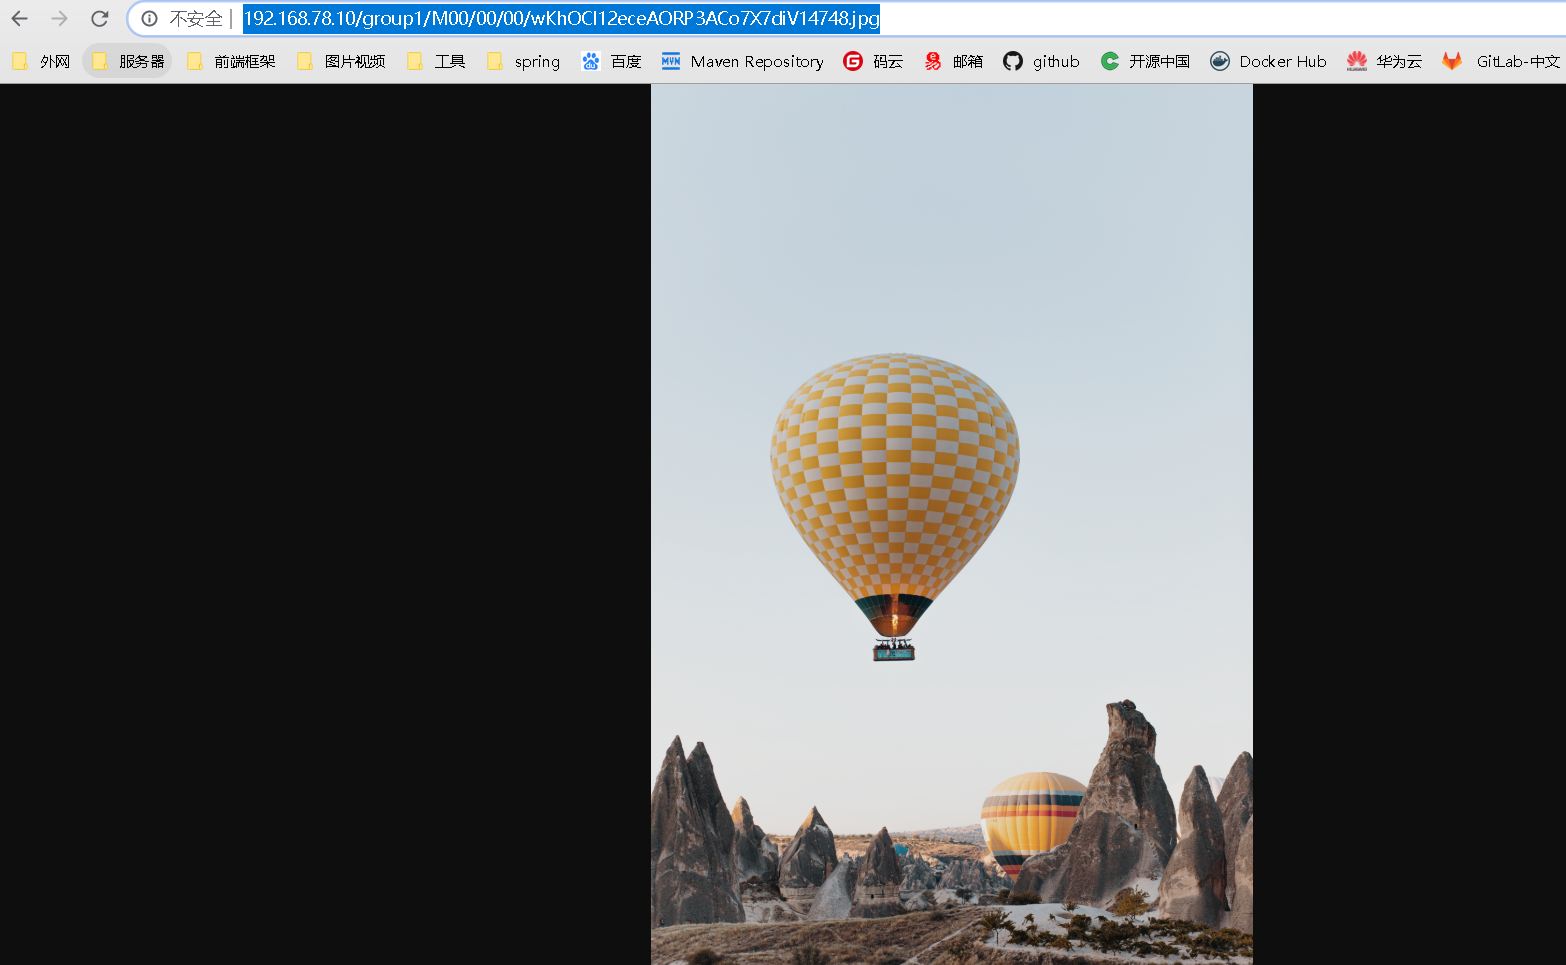 不安全 | 192.168.78.10/group1/M00/00/00/wKhOCl12eceAORP3ACo7X7diV14748.jpg
外网 服务器 前端框架 图片视频 工具 spring 百度 Maven Repository 码云 邮箱 github 开源中国 Docker Hub 华为云 GitLab-中文